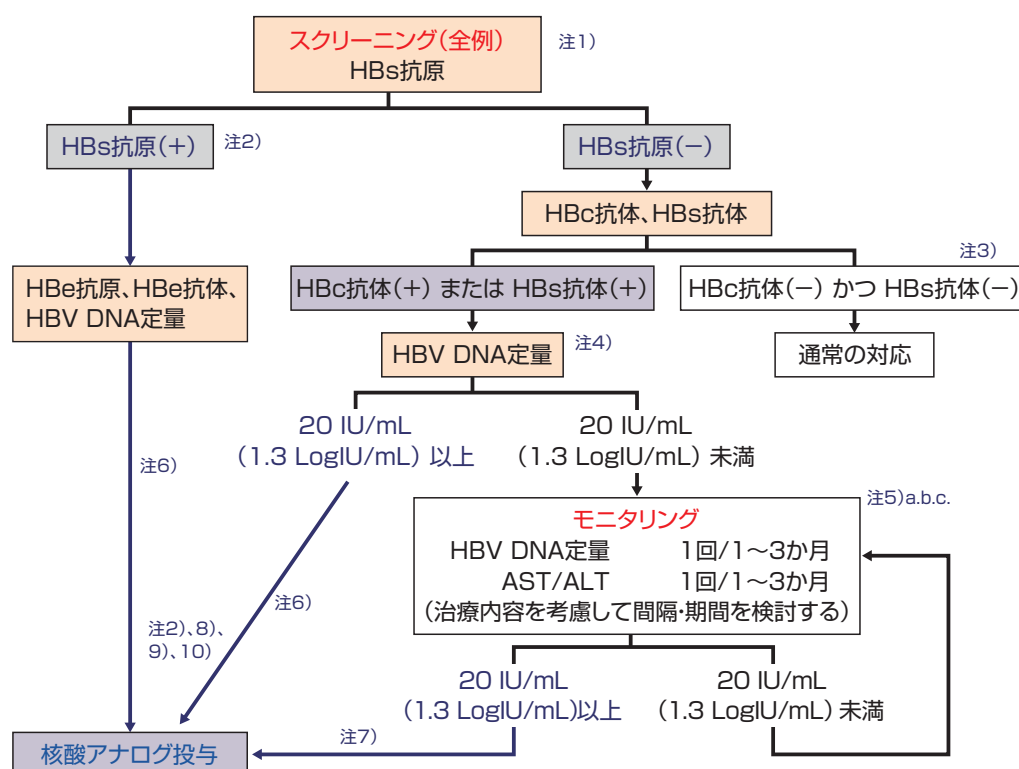 スクリーニング(全例)
HBs抗原
注1)
HBs抗原(+)
注2)
HBs抗原(−)
HBc抗体、HBs抗体
注3)
HBe抗原、HBe抗体、
HBV DNA定量
HBc抗体(+) または HBs抗体(+)
HBc抗体(−) かつ HBs抗体(−)
HBV DNA定量
注4)
通常の対応
20 IU/mL
(1.3 LogIU/mL) 以上
20 IU/mL
(1.3 LogIU/mL) 未満
注6)
注5)a.b.c.
モニタリング
HBV DNA定量 1回/1〜3か月
AST/ALT 1回/1〜3か月
(治療内容を考慮して間隔・期間を検討する)
注6)
注2)、8)、
9)、10)
20 IU/mL
(1.3 LogIU/mL)以上
20 IU/mL
(1.3 LogIU/mL) 未満
注7)
核酸アナログ投与